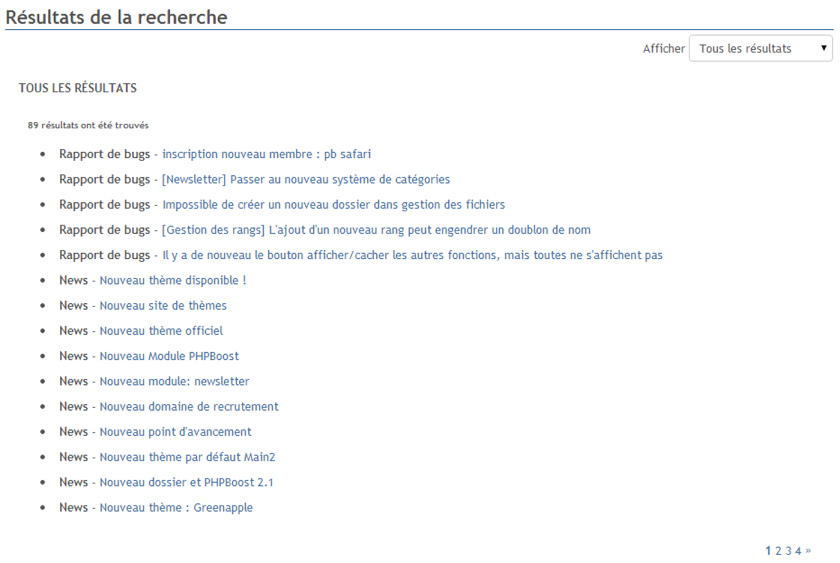 Résultats de la recherche
Afficher Tous les résultats
TOUS LES RÉSULTATS
89 résultats ont été trouvés
Rapport de bugs - inscription nouveau membre : pb safari
Rapport de bugs - [Newsletter] Passer au nouveau système de catégories
Rapport de bugs - Impossible de créer un nouveau dossier dans gestion des fichiers
Rapport de bugs - [Gestion des rangs] L'ajout d'un nouveau rang peut engendrer un doublon de nom
Rapport de bugs - Il y a de nouveau le bouton afficher/cacher les autres fonctions, mais toutes ne s'affichent pas
News - Nouveau thème disponible !
News - Nouveau site de thèmes
News - Nouveau thème officiel
News - Nouveau Module PHPBoost
News - Nouveau module: newsletter
News - Nouveau domaine de recrutement
News - Nouveau point d'avancement
News - Nouveau thème par défaut Main2
News - Nouveau dossier et PHPBoost 2.1
News - Nouveau thème : Greenapple
1 2 3 4 »